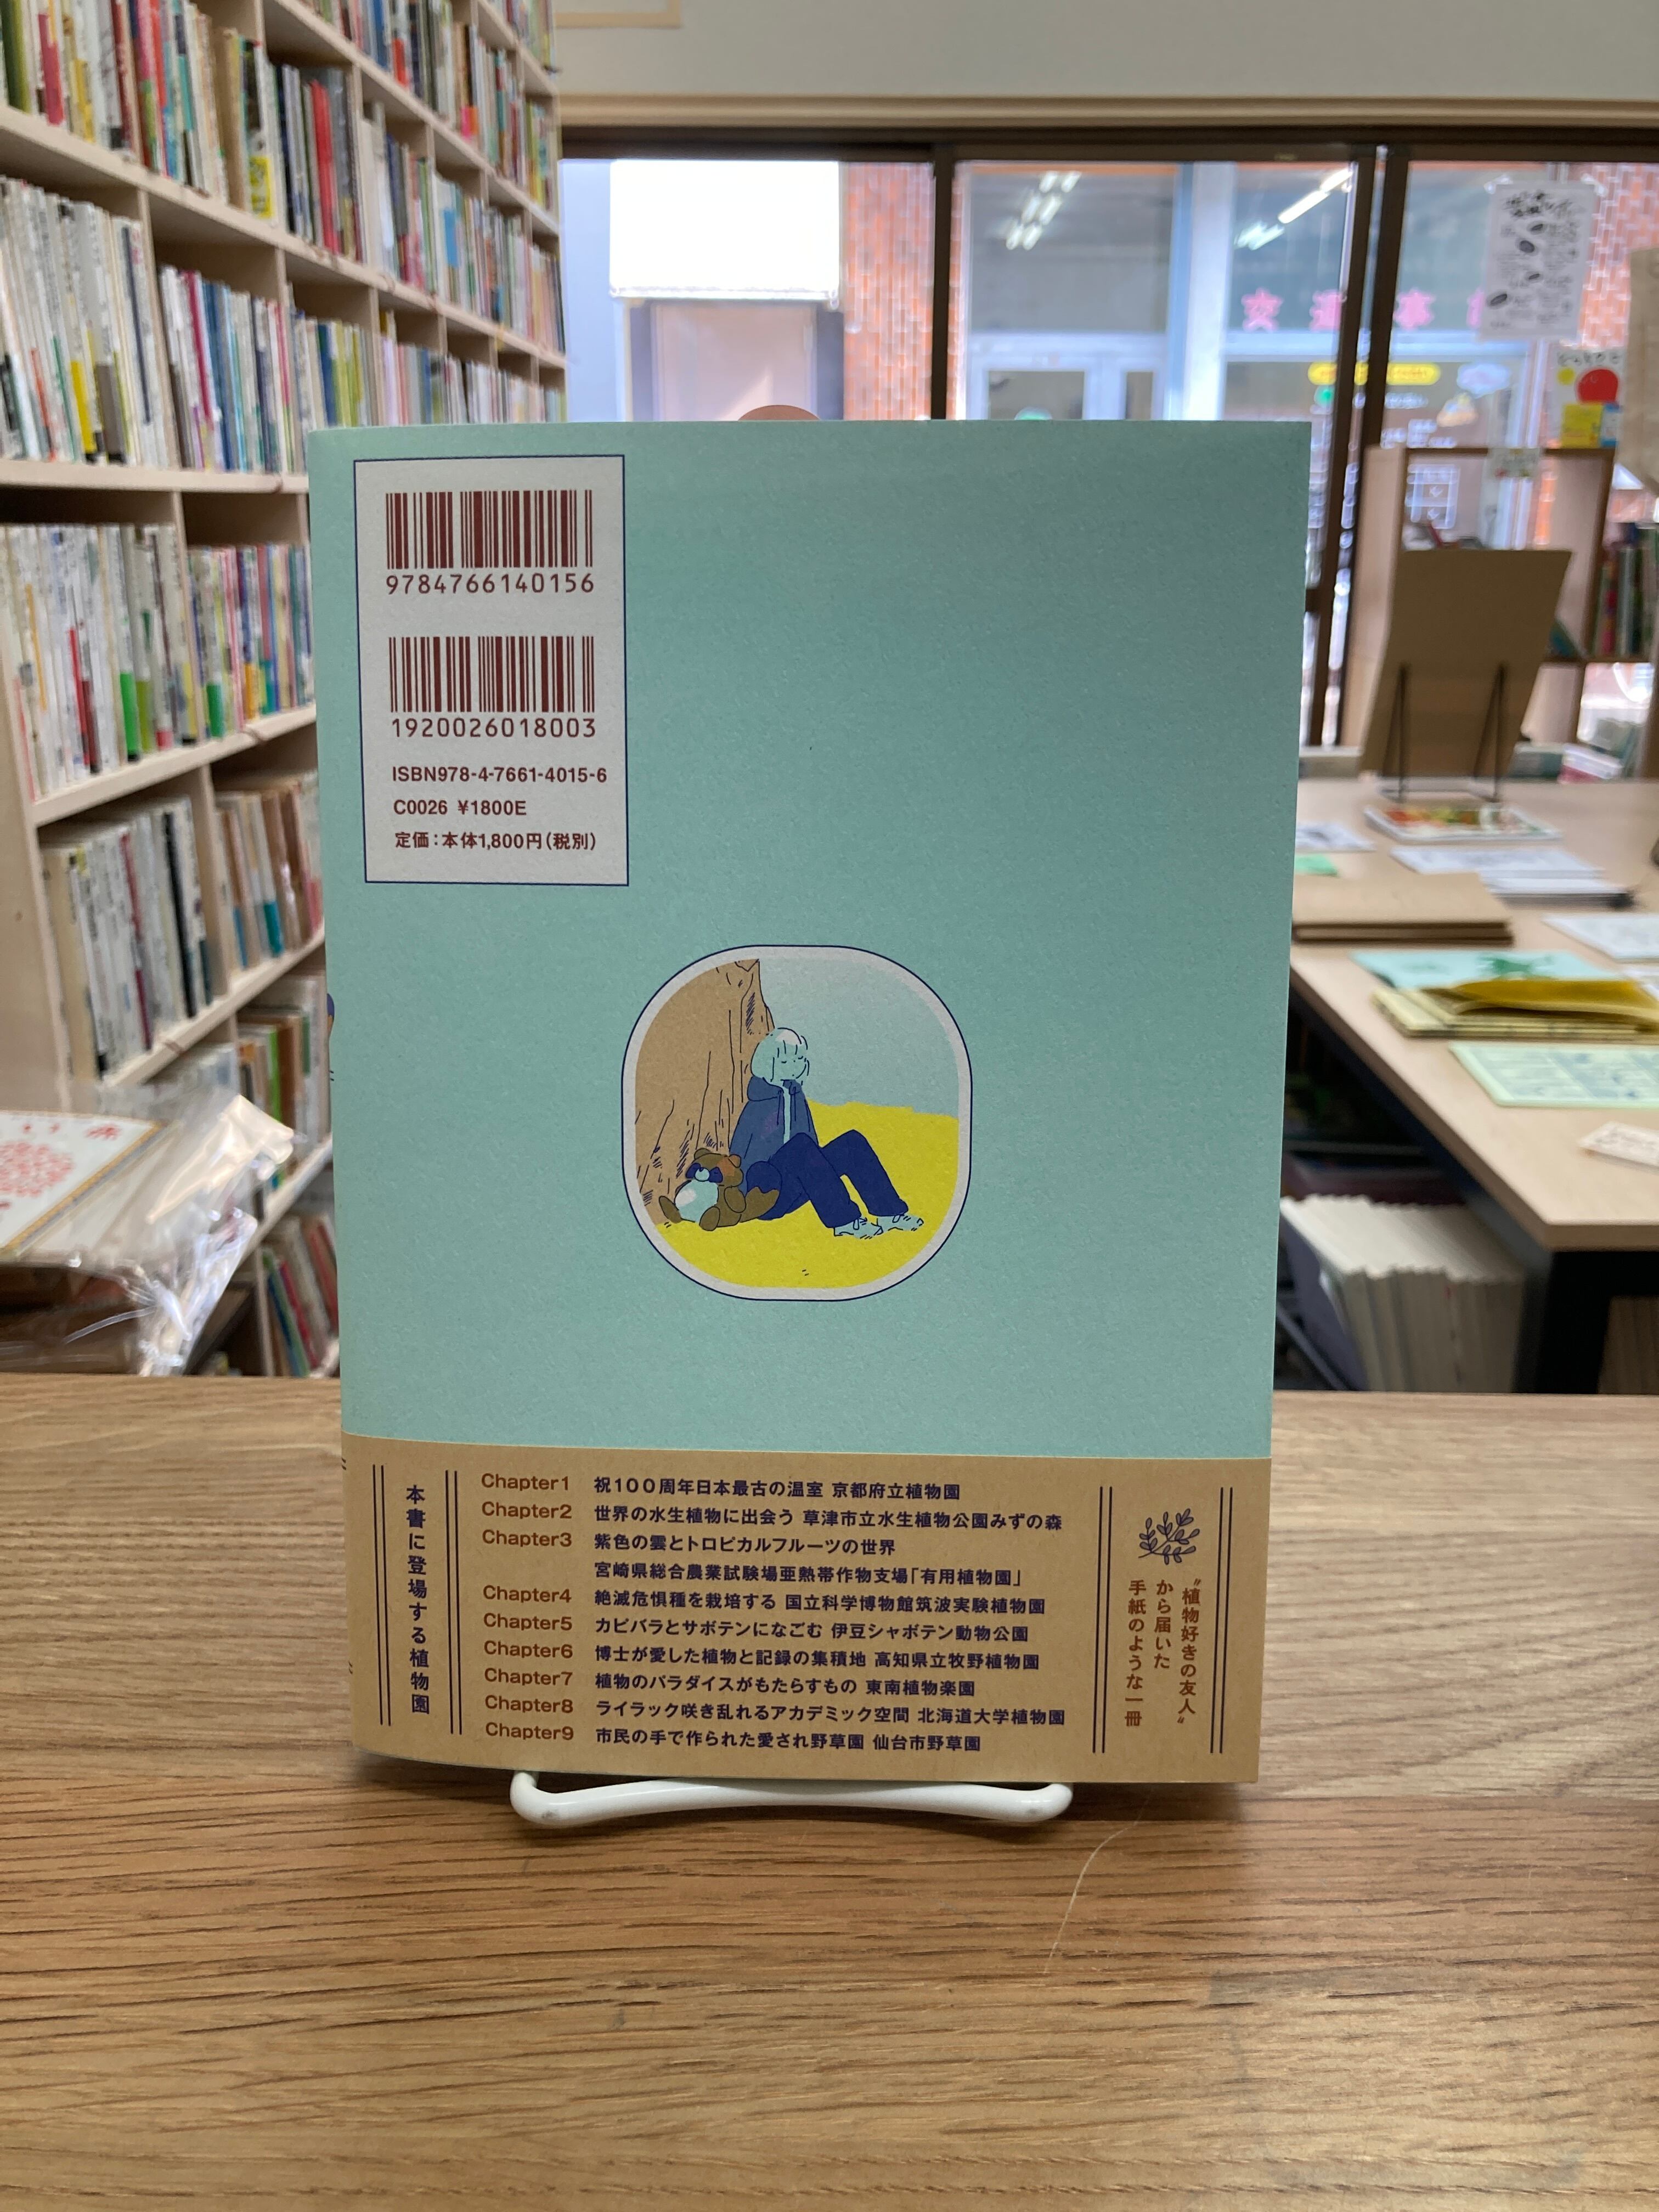 9784766140156
1920026018003
ISBN978-4-7661-4015-6
C0026 ¥1800E
定価：本体1,800円（税別）
本書に登場する植物園
Chapter1 祝100周年日本最古の温室 京都府立植物園
Chapter2 世界の水生植物に出会う 草津市立水生植物公園みずの森
Chapter3 紫色の雲とトロピカルフルーツの世界
宮崎県総合農業試験場亜熱帯作物支場「有用植物園」
Chapter4 絶滅危惧種を栽培する 国立科学博物館筑波実験植物園
Chapter5 カピバラとサボテンになごむ 伊豆シャボテン動物公園
Chapter6 博士が愛した植物と記録の集積地 高知県立牧野植物園
Chapter7 植物のパラダイスがもたらすもの 東南植物楽園
Chapter8 ライラック咲き乱れるアカデミック空間 北海道大学植物園
Chapter9 市民の手で作られた愛され野草園 仙台市野草園
〝植物好きの友人〟
から届いた
手紙のような一冊